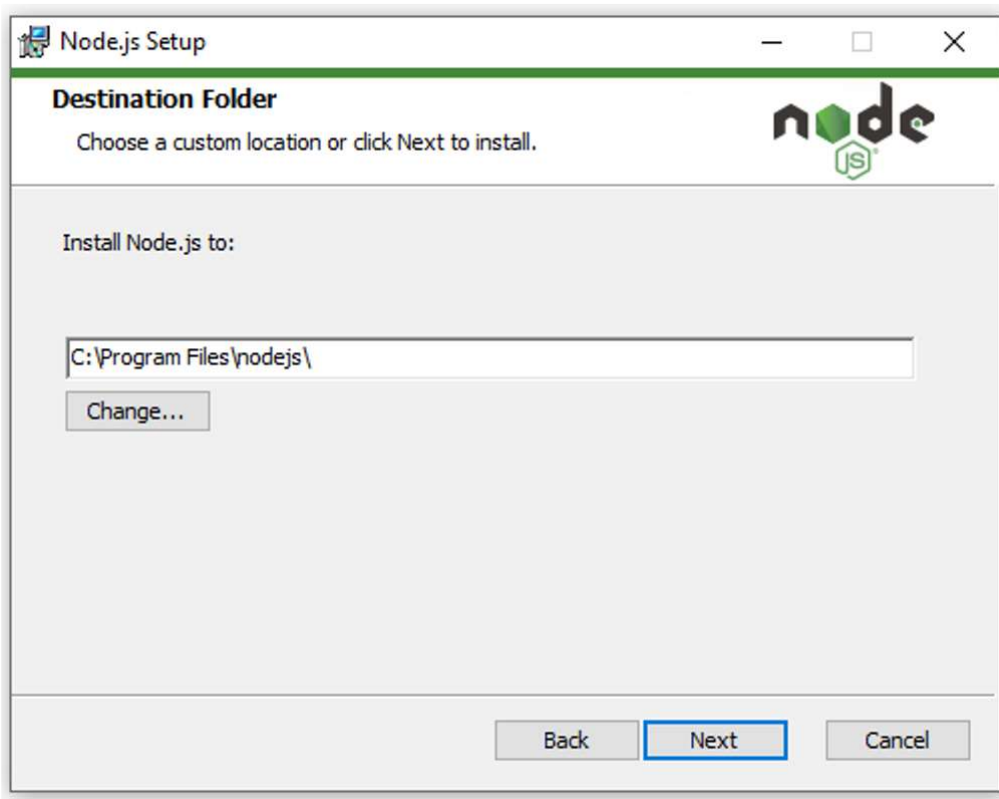 Node.js Setup
Destination Folder
Choose a custom location or click Next to install.
node
JS
Install Node.js to:
C:\Program Files\nodejs\
Change...
Back Next Cancel